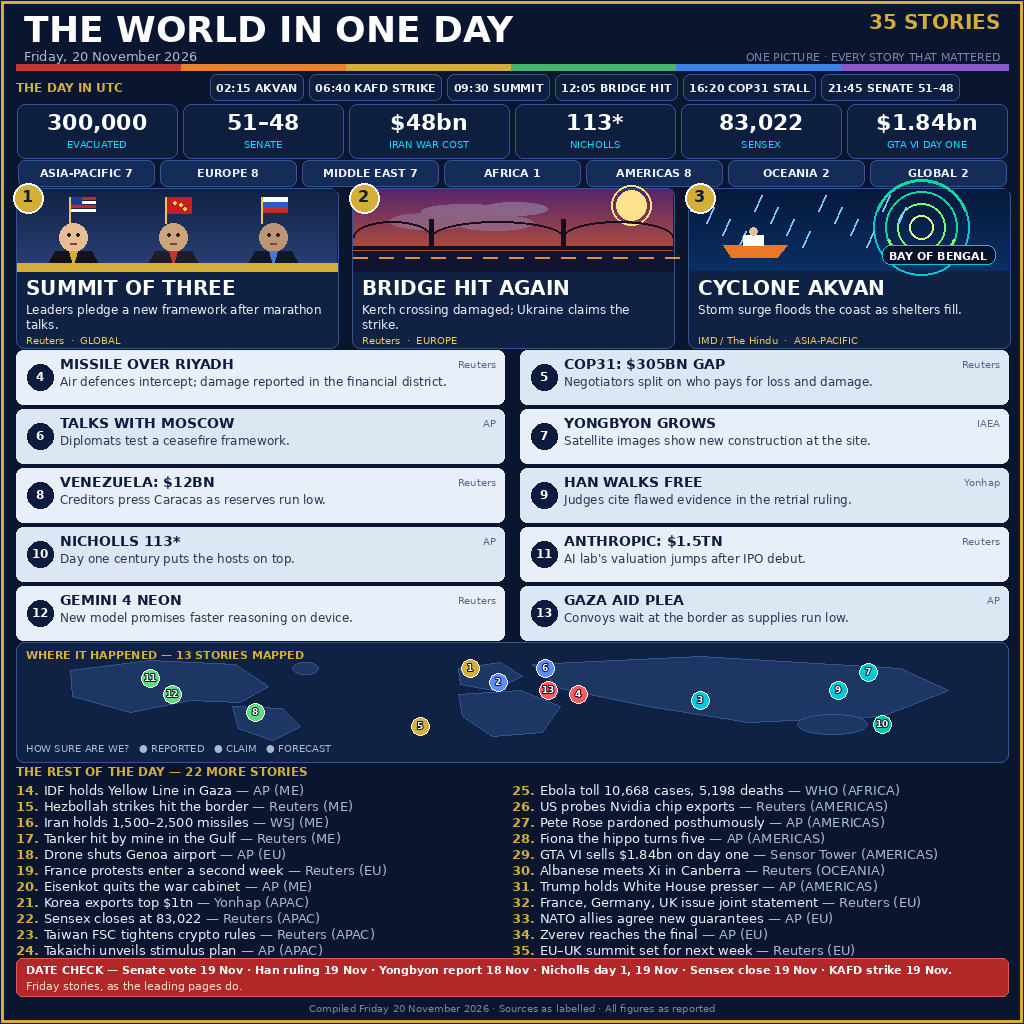 THE WORLD IN ONE DAY
35 STORIES
Friday, 20 November 2026
ONE PICTURE · EVERY STORY THAT MATTERED
THE DAY IN UTC
02:15 AKVAN
06:40 KAFD STRIKE
09:30 SUMMIT
12:05 BRIDGE HIT
16:20 COP31 STALL
21:45 SENATE 51–48
300,000
EVACUATED
51–48
SENATE
$48bn
IRAN WAR COST
113*
NICHOLLS
83,022
SENSEX
$1.84bn
GTA VI DAY ONE
ASIA-PACIFIC 7
EUROPE 8
MIDDLE EAST 7
AFRICA 1
AMERICAS 8
OCEANIA 2
GLOBAL 2
1
SUMMIT OF THREE
Leaders pledge a new framework after marathon
talks.
Reuters · GLOBAL
2
BRIDGE HIT AGAIN
Kerch crossing damaged; Ukraine claims the
strike.
Reuters · EUROPE
3
BAY OF BENGAL
CYCLONE AKVAN
Storm surge floods the coast as shelters fill.
IMD / The Hindu · ASIA-PACIFIC
4
MISSILE OVER RIYADH
Reuters
Air defences intercept; damage reported in the financial district.
5
COP31: $305BN GAP
Reuters
Negotiators split on who pays for loss and damage.
6
TALKS WITH MOSCOW
AP
Diplomats test a ceasefire framework.
7
YONGBYON GROWS
IAEA
Satellite images show new construction at the site.
8
VENEZUELA: $12BN
Reuters
Creditors press Caracas as reserves run low.
9
HAN WALKS FREE
Yonhap
Judges cite flawed evidence in the retrial ruling.
10
NICHOLLS 113*
AP
Day one century puts the hosts on top.
11
ANTHROPIC: $1.5TN
Reuters
AI lab's valuation jumps after IPO debut.
12
GEMINI 4 NEON
Reuters
New model promises faster reasoning on device.
13
GAZA AID PLEA
AP
Convoys wait at the border as supplies run low.
WHERE IT HAPPENED — 13 STORIES MAPPED
11
12
8
5
1
2
6
13
4
3
9
7
10
HOW SURE ARE WE? ● REPORTED ● CLAIM ● FORECAST
THE REST OF THE DAY — 22 MORE STORIES
14. IDF holds Yellow Line in Gaza — AP (ME)
15. Hezbollah strikes hit the border — Reuters (ME)
16. Iran holds 1,500–2,500 missiles — WSJ (ME)
17. Tanker hit by mine in the Gulf — Reuters (ME)
18. Drone shuts Genoa airport — AP (EU)
19. France protests enter a second week — Reuters (EU)
20. Eisenkot quits the war cabinet — AP (ME)
21. Korea exports top $1tn — Yonhap (APAC)
22. Sensex closes at 83,022 — Reuters (APAC)
23. Taiwan FSC tightens crypto rules — Reuters (APAC)
24. Takaichi unveils stimulus plan — AP (APAC)
25. Ebola toll 10,668 cases, 5,198 deaths — WHO (AFRICA)
26. US probes Nvidia chip exports — Reuters (AMERICAS)
27. Pete Rose pardoned posthumously — AP (AMERICAS)
28. Fiona the hippo turns five — AP (AMERICAS)
29. GTA VI sells $1.84bn on day one — Sensor Tower (AMERICAS)
30. Albanese meets Xi in Canberra — Reuters (OCEANIA)
31. Trump holds White House presser — AP (AMERICAS)
32. France, Germany, UK issue joint statement — Reuters (EU)
33. NATO allies agree new guarantees — AP (EU)
34. Zverev reaches the final — AP (EU)
35. EU–UK summit set for next week — Reuters (EU)
DATE CHECK — Senate vote 19 Nov · Han ruling 19 Nov · Yongbyon report 18 Nov · Nicholls day 1, 19 Nov · Sensex close 19 Nov · KAFD strike 19 Nov.
Friday stories, as the leading pages do.
Compiled Friday 20 November 2026 · Sources as labelled · All figures as reported